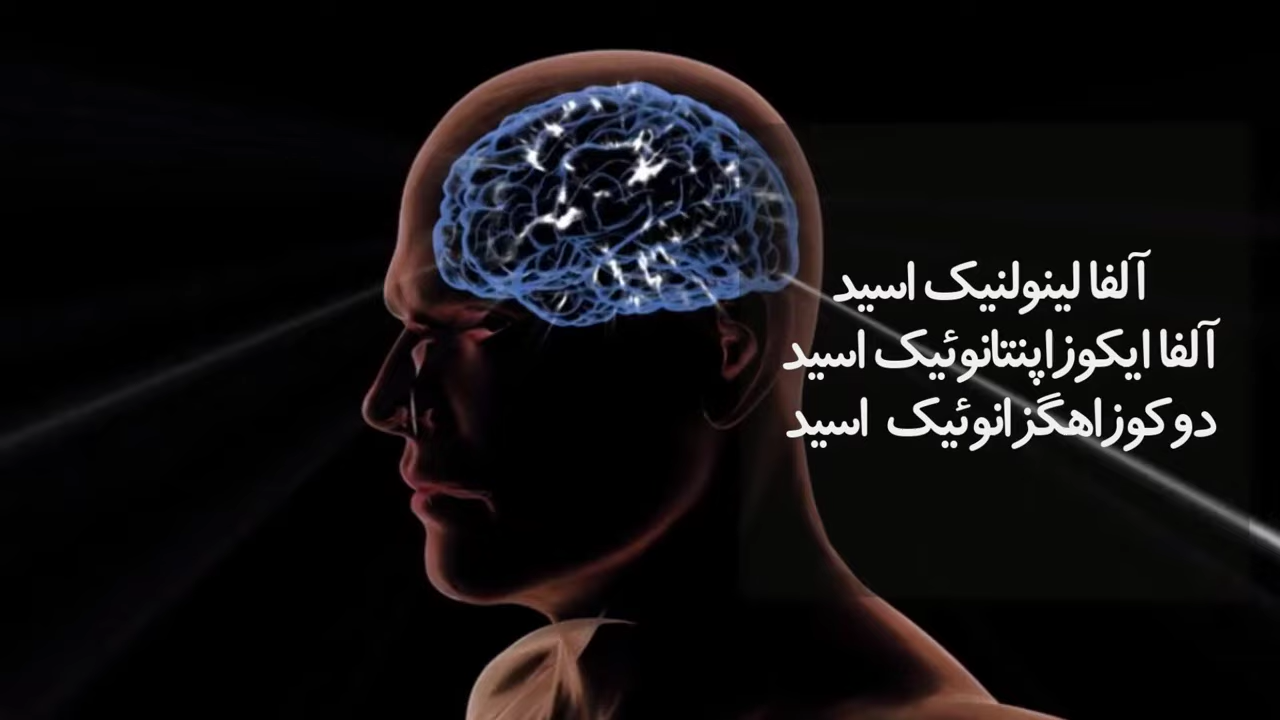 آلفا لینولنیک اسید
آلفا ایکوزاپنتانوئیک اسید
دوکوزاهگزانوئیک اسید